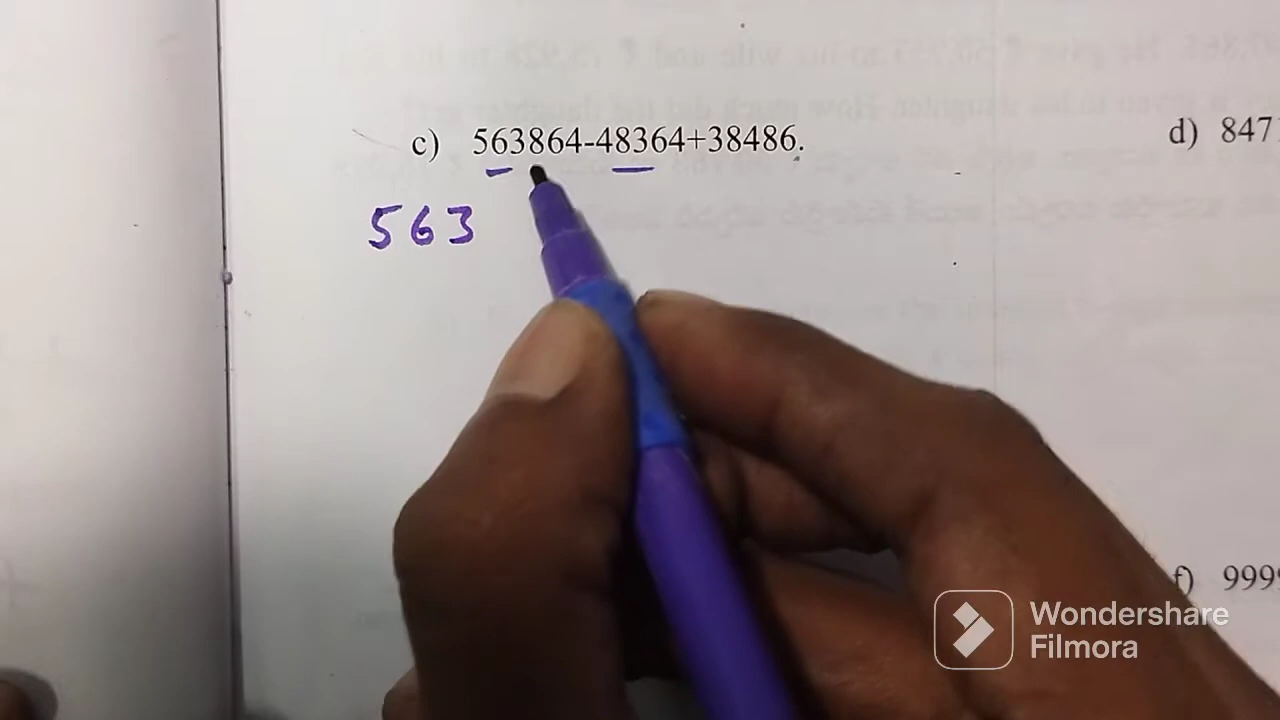 c) 563864-48364+38486.
d) 847
563
f) 999
Wondershare
Filmora